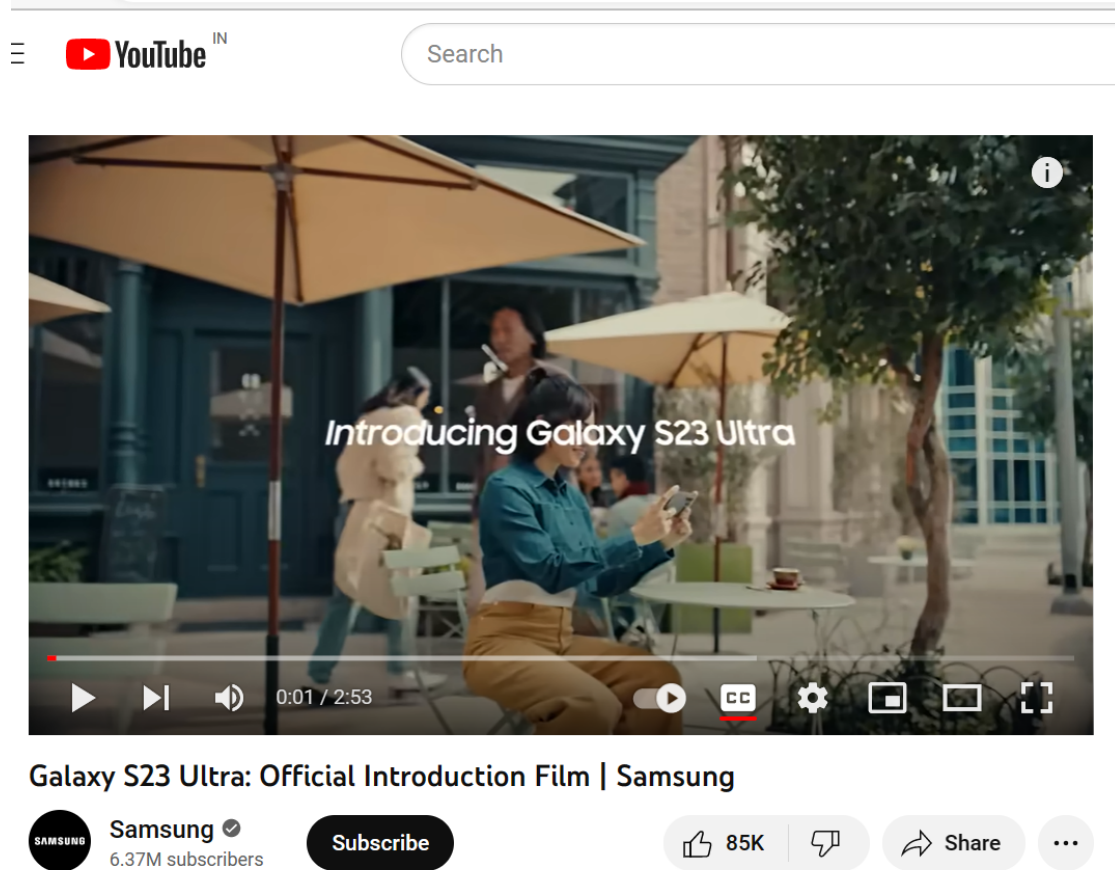 YouTube IN
Search
i
Introducing Galaxy S23 Ultra
0:01 / 2:53
CC
Galaxy S23 Ultra: Official Introduction Film | Samsung
SAMSUNG
Samsung
6.37M subscribers
Subscribe
85K
Share